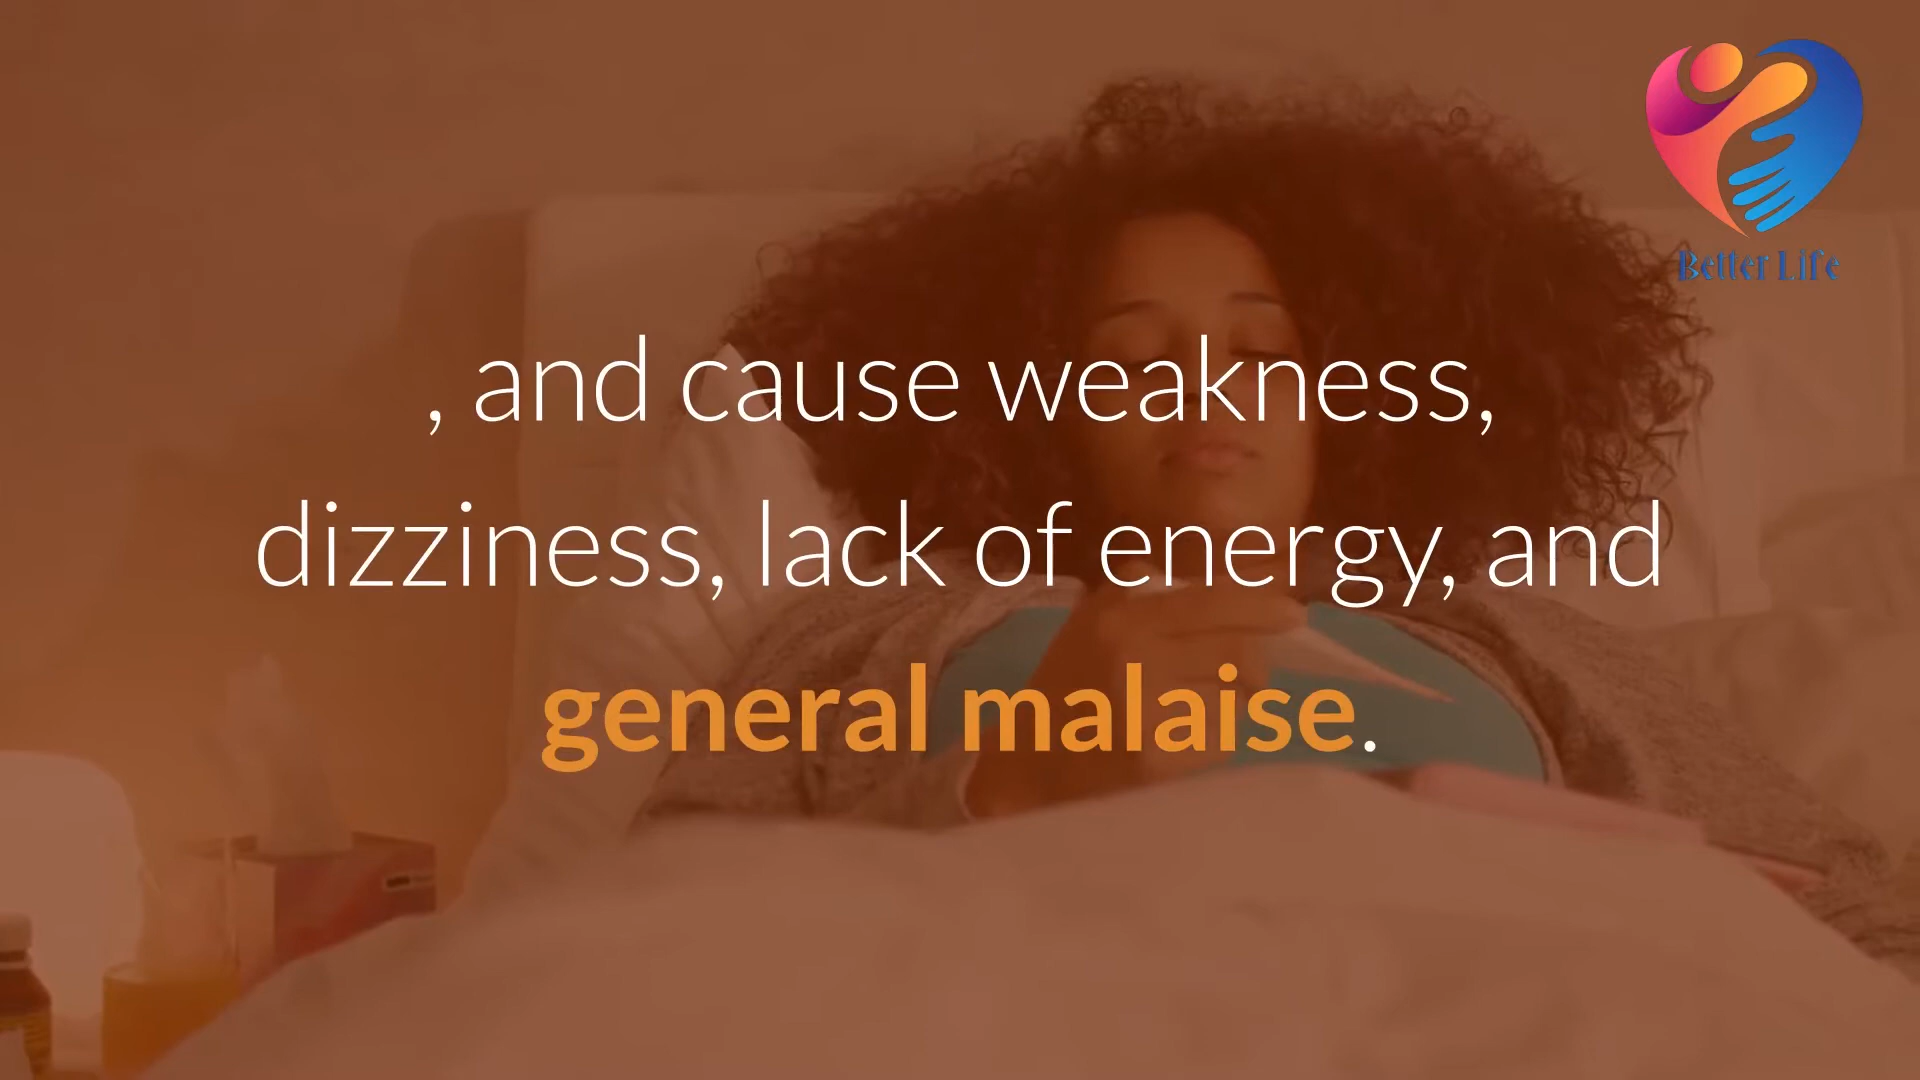 Better Life
, and cause weakness,
dizziness, lack of energy, and
general malaise.